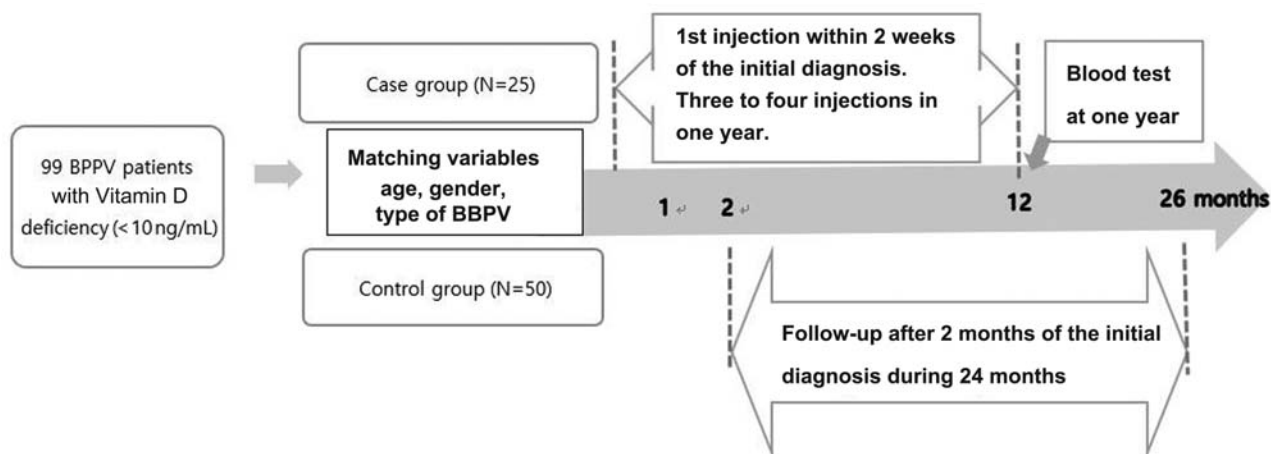 99 BPPV patients
with Vitamin D
deficiency (< 10 ng/mL)
Case group (N=25)
Matching variables
age, gender,
type of BBPV
Control group (N=50)
1st injection within 2 weeks
of the initial diagnosis.
Three to four injections in
one year.
Blood test
at one year
1 ↵ 2 ↵ 12 26 months
Follow-up after 2 months of the initial
diagnosis during 24 months